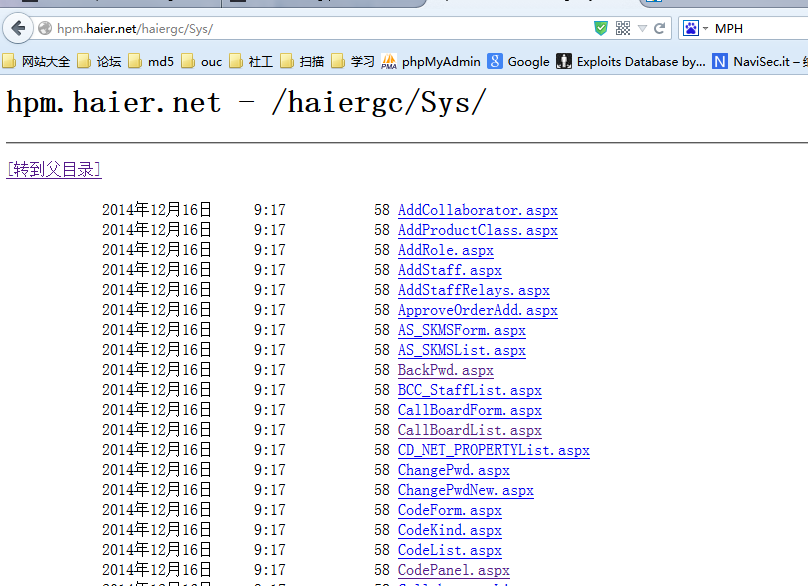 hpm.haier.net/haiergc/Sys/
MPH
网站大全 论坛 md5 ouc 社工 扫描 学习 PMA phpMyAdmin 8 Google Exploits Database by... N NaviSec.it –
hpm.haier.net - /haiergc/Sys/
[转到父目录]
2014年12月16日 9:17 58 AddCollaborator.aspx
2014年12月16日 9:17 58 AddProductClass.aspx
2014年12月16日 9:17 58 AddRole.aspx
2014年12月16日 9:17 58 AddStaff.aspx
2014年12月16日 9:17 58 AddStaffRelays.aspx
2014年12月16日 9:17 58 ApproveOrderAdd.aspx
2014年12月16日 9:17 58 AS_SKMSForm.aspx
2014年12月16日 9:17 58 AS_SKMSList.aspx
2014年12月16日 9:17 58 BackPwd.aspx
2014年12月16日 9:17 58 BCC_StaffList.aspx
2014年12月16日 9:17 58 CallBoardForm.aspx
2014年12月16日 9:17 58 CallBoardList.aspx
2014年12月16日 9:17 58 CD_NET_PROPERTYList.aspx
2014年12月16日 9:17 58 ChangePwd.aspx
2014年12月16日 9:17 58 ChangePwdNew.aspx
2014年12月16日 9:17 58 CodeForm.aspx
2014年12月16日 9:17 58 CodeKind.aspx
2014年12月16日 9:17 58 CodeList.aspx
2014年12月16日 9:17 58 CodePanel.aspx